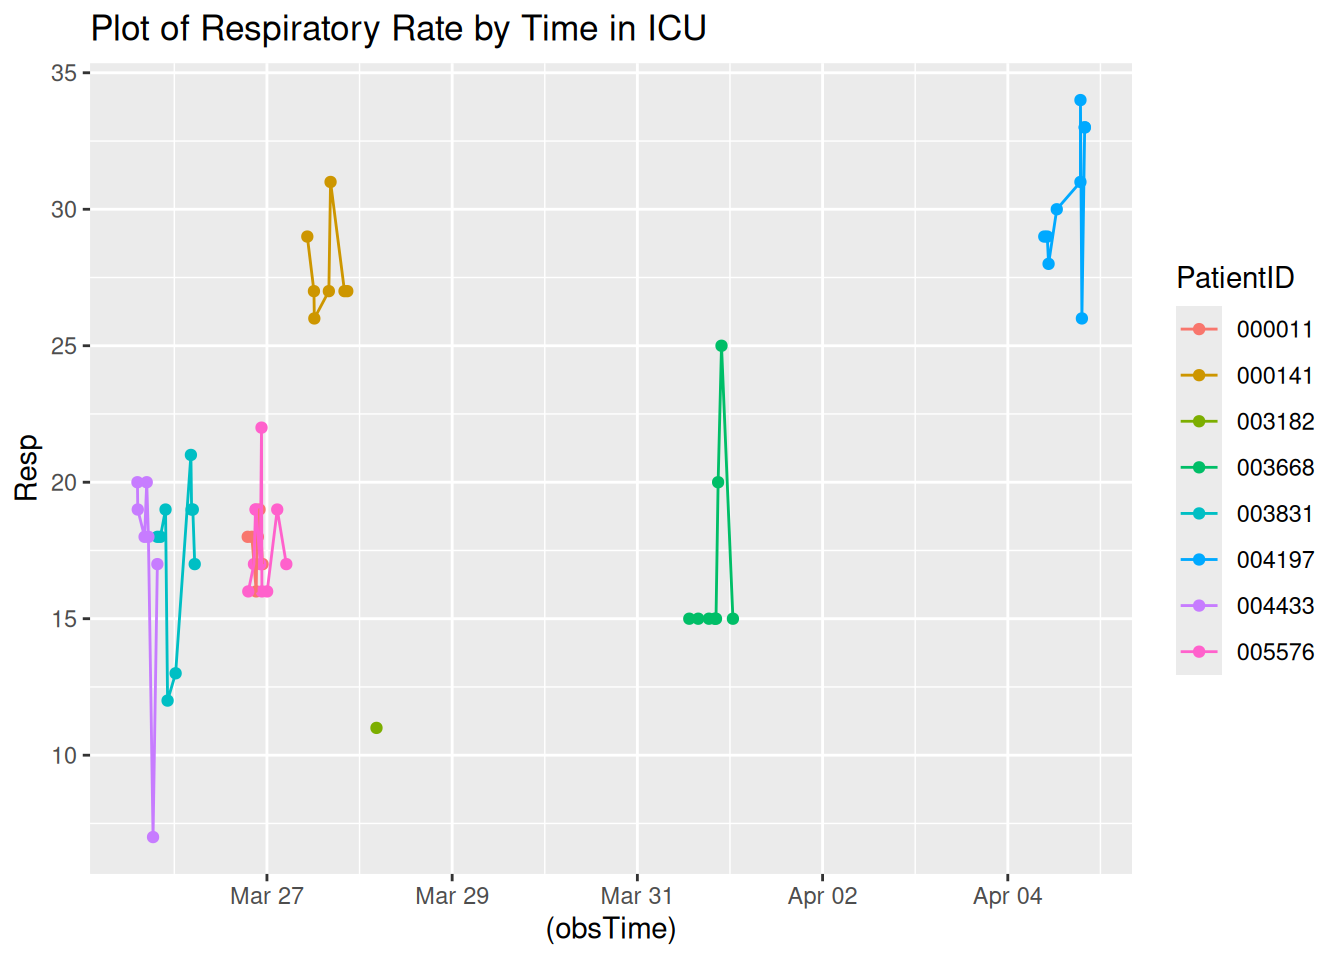 Plot of Respiratory Rate by Time in ICU
35
30
25
20
15
10
Resp
Mar 27
Mar 29
Mar 31
Apr 02
Apr 04
(obsTime)
PatientID
000011
000141
003182
003668
003831
004197
004433
005576